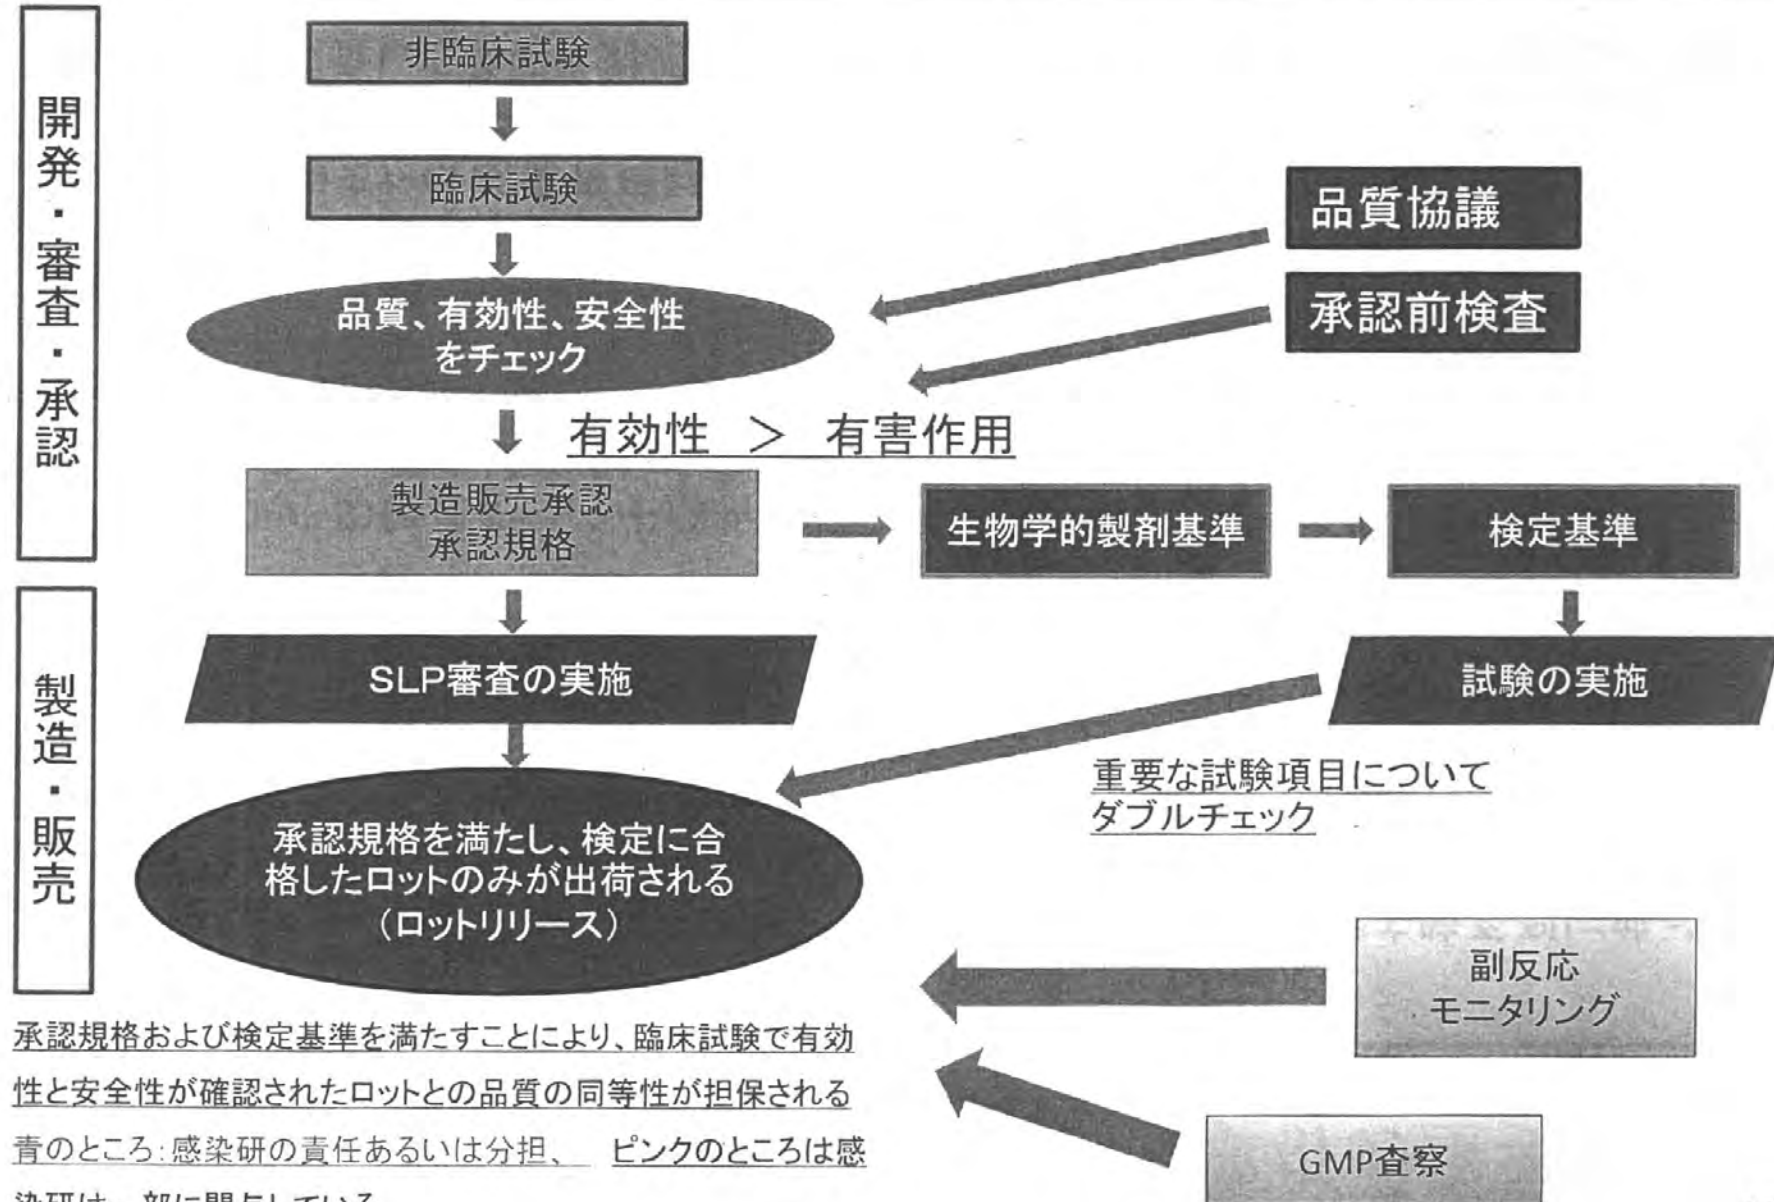 開発・審査・承認
非臨床試験
臨床試験
品質協議
承認前検査
品質、有効性、安全性
をチェック
有効性 ＞ 有害作用
製造販売承認
承認規格
生物学的製剤基準
検定基準
製造・販売
SLP審査の実施
試験の実施
重要な試験項目について
ダブルチェック
承認規格を満たし、検定に合
格したロットのみが出荷される
（ロットリリース）
副反応
モニタリング
GMP査察
承認規格および検定基準を満たすことにより、臨床試験で有効
性と安全性が確認されたロットとの品質の同等性が担保される
青のところ：感染研の責任あるいは分担、 ピンクのところは感
染研は一部に関与している